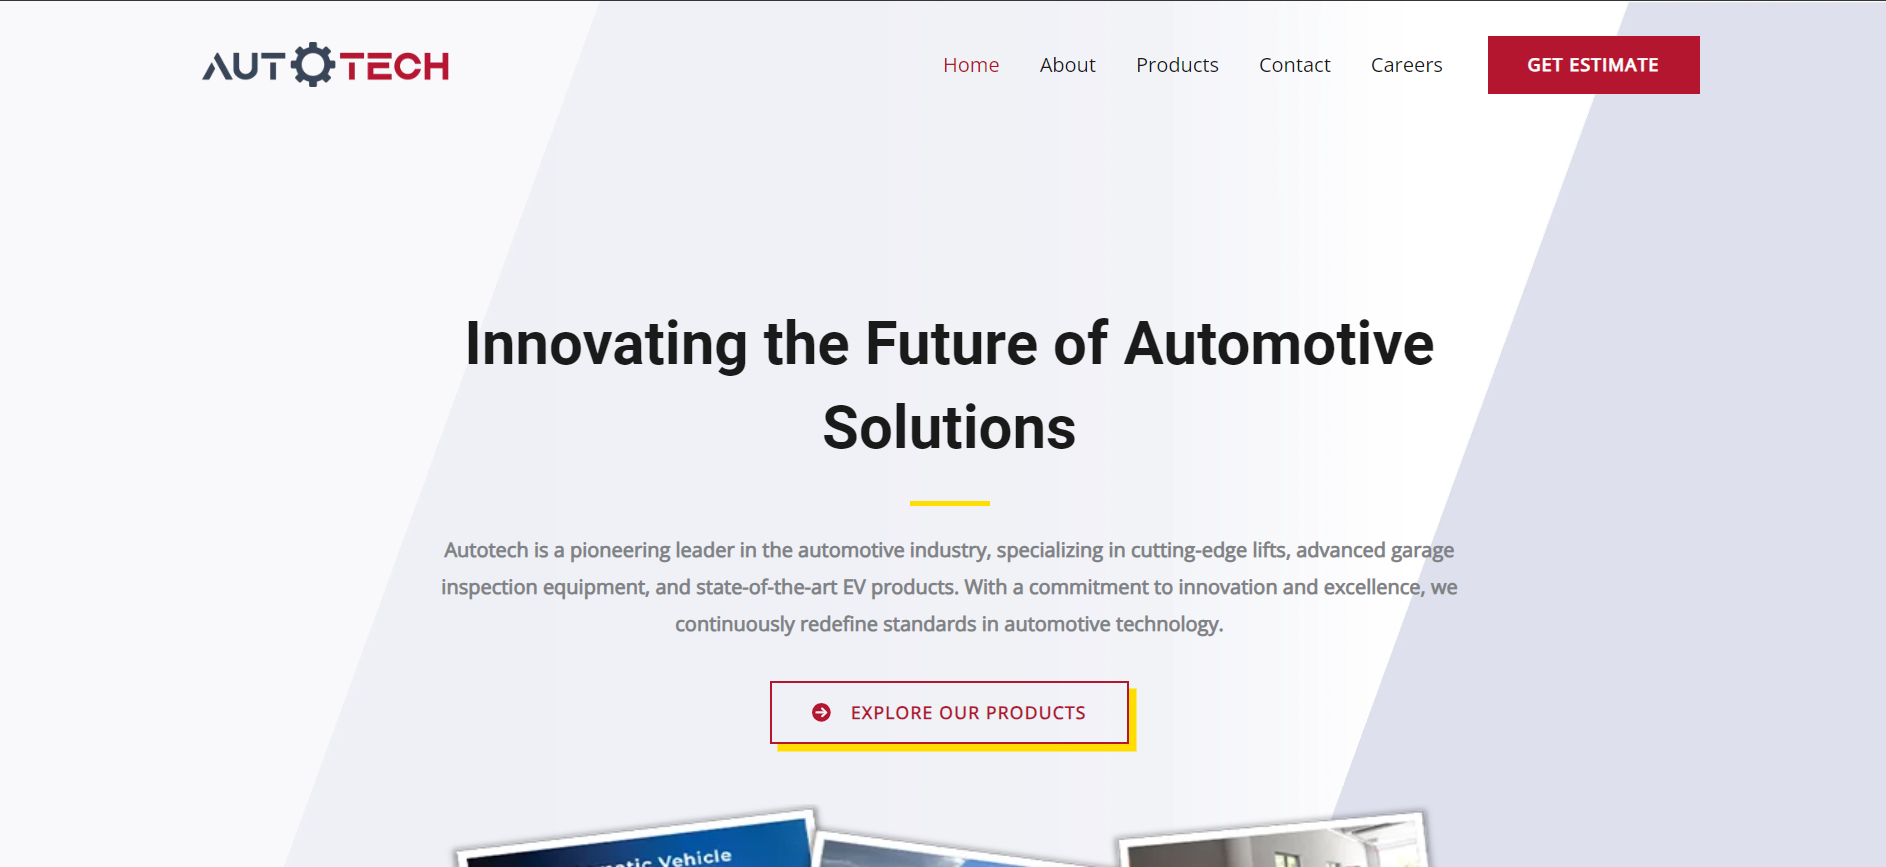 AUTOTECH
Home About Products Contact Careers GET ESTIMATE
Innovating the Future of Automotive
Solutions
Autotech is a pioneering leader in the automotive industry, specializing in cutting-edge lifts, advanced garage
inspection equipment, and state-of-the-art EV products. With a commitment to innovation and excellence, we
continuously redefine standards in automotive technology.
EXPLORE OUR PRODUCTS
Vehicle